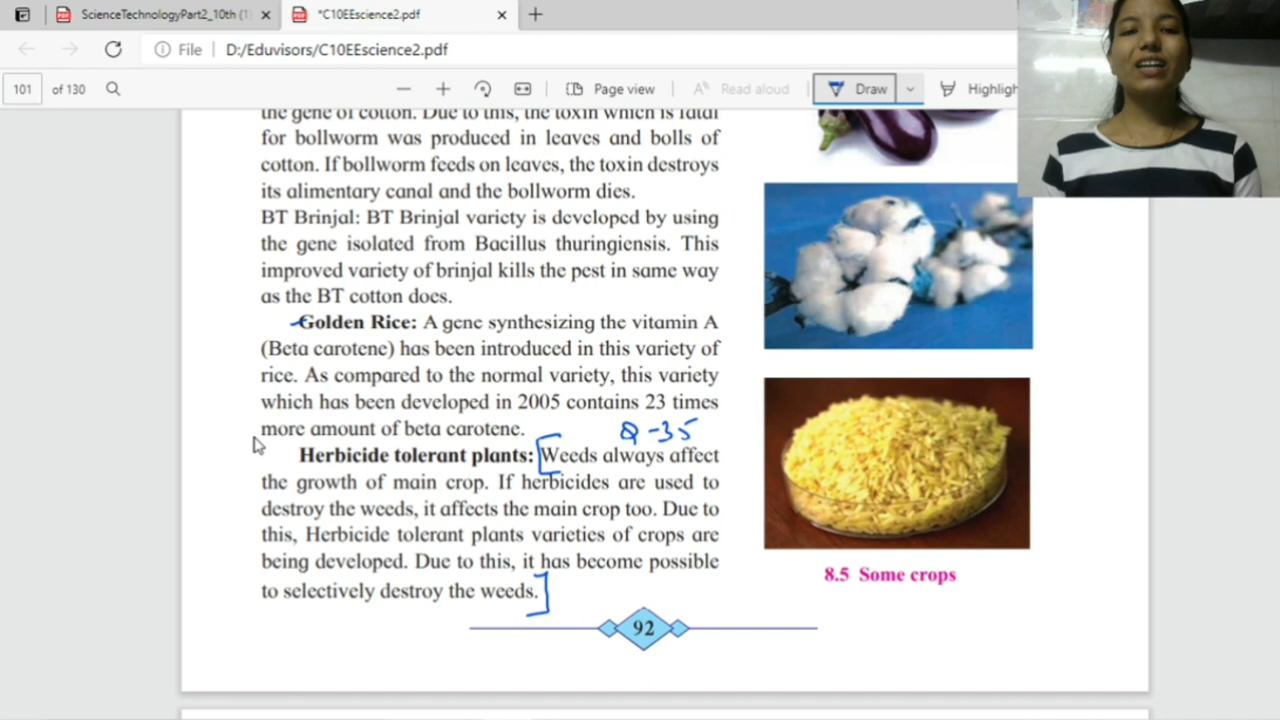 ScienceTechnologyPart2_10th (1)
*C10EEscience2.pdf
File
D:/Eduvisors/C10EEscience2.pdf
101 of 130
Page view
Read aloud
Draw
Highligh
the gene of cotton. Due to this, the toxin which is fatal
for bollworm was produced in leaves and bolls of
cotton. If bollworm feeds on leaves, the toxin destroys
its alimentary canal and the bollworm dies.
BT Brinjal: BT Brinjal variety is developed by using
the gene isolated from Bacillus thuringiensis. This
improved variety of brinjal kills the pest in same way
as the BT cotton does.
Golden Rice: A gene synthesizing the vitamin A
(Beta carotene) has been introduced in this variety of
rice. As compared to the normal variety, this variety
which has been developed in 2005 contains 23 times
more amount of beta carotene.
Q-35
Herbicide tolerant plants: Weeds always affect
the growth of main crop. If herbicides are used to
destroy the weeds, it affects the main crop too. Due to
this, Herbicide tolerant plants varieties of crops are
being developed. Due to this, it has become possible
to selectively destroy the weeds.
8.5 Some crops
92